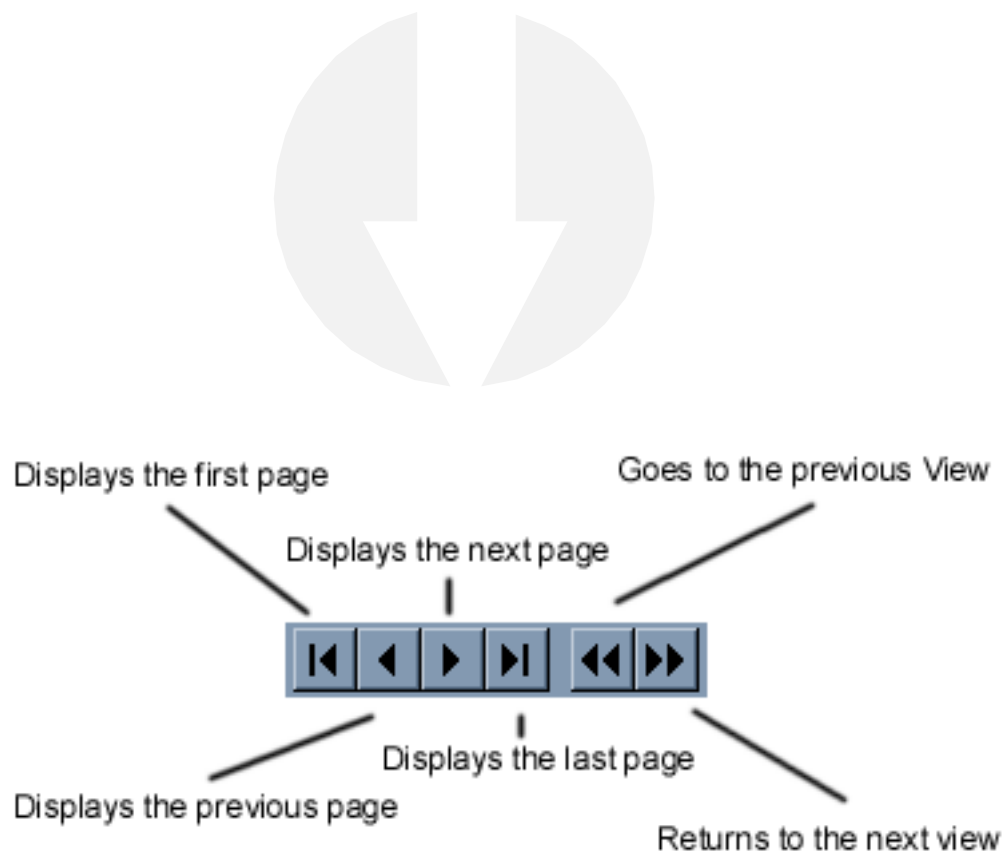 Displays the first page
Goes to the previous View
Displays the next page
Displays the last page
Displays the previous page
Returns to the next view